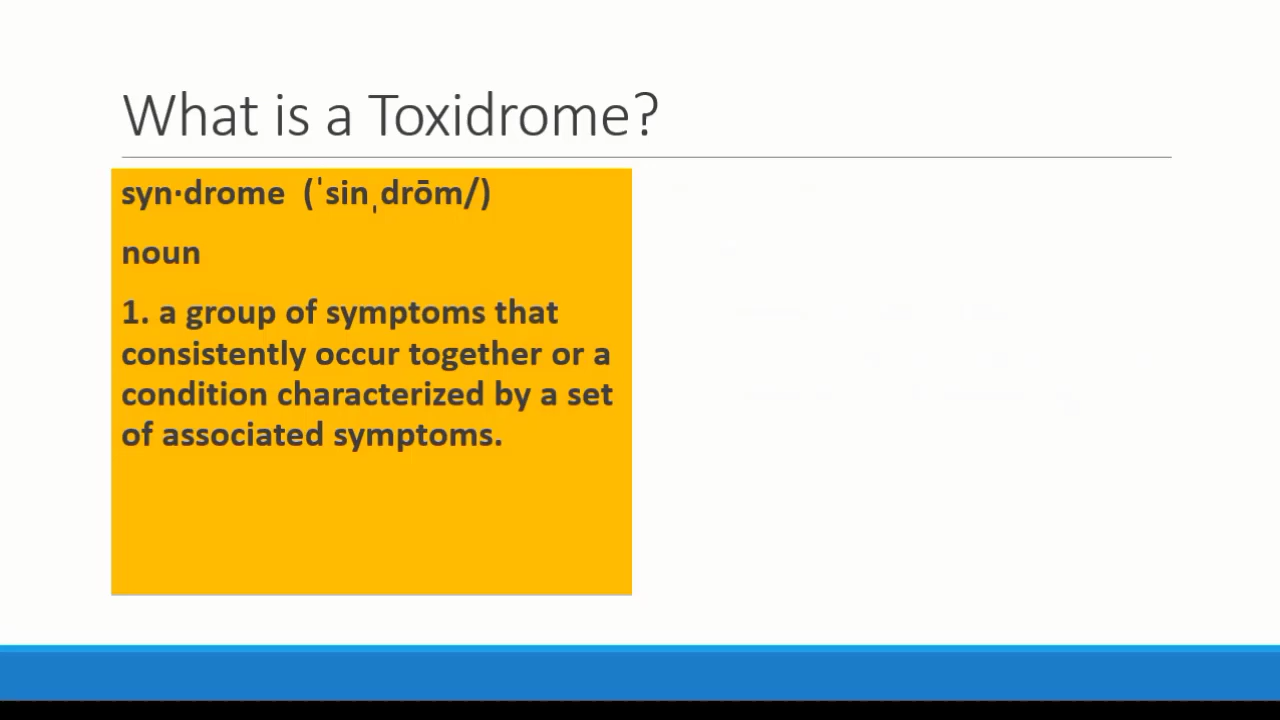 What is a Toxidrome?
syn·drome (ˈsinˌdrōm/)
noun
1. a group of symptoms that
consistently occur together or a
condition characterized by a set
of associated symptoms.